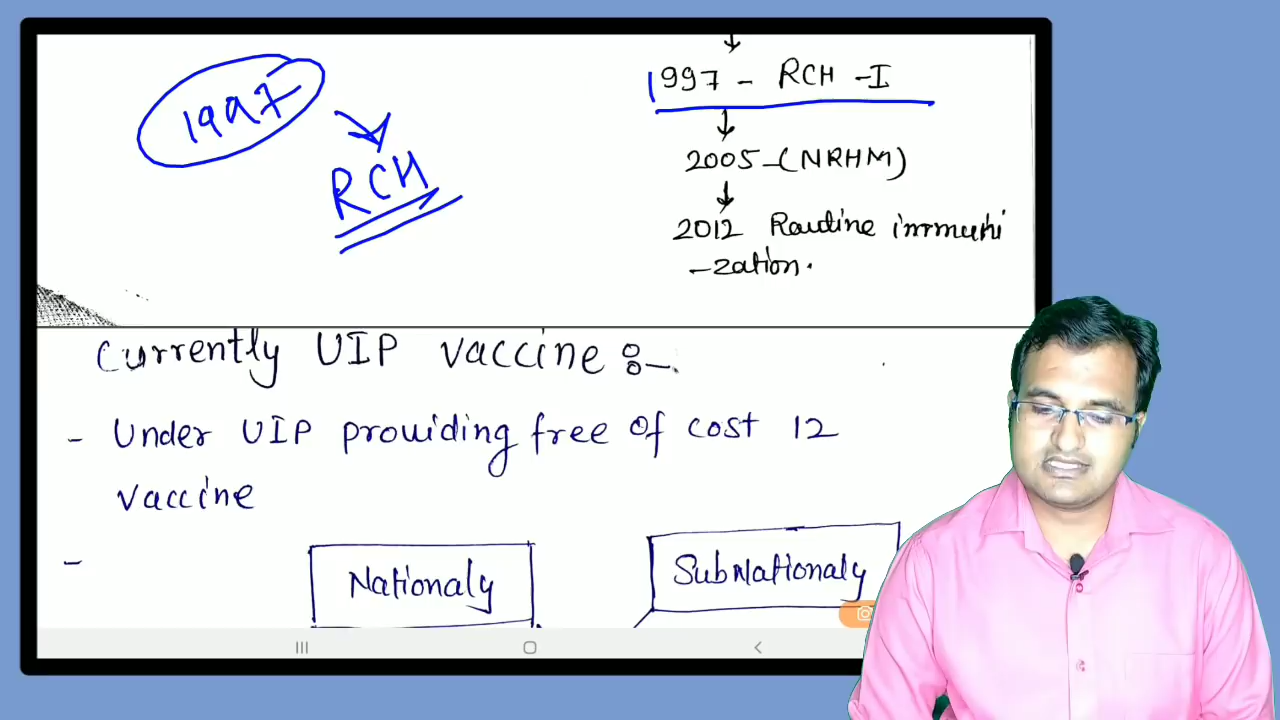 1997
RCH
1997 - RCH -I
2005 -(NRHM)
2012 Routine immuni
-zation.
Currently UIP vaccine :-
- Under UIP prouiding free of cost 12
vaccine
-
Nationaly
SubNationaly